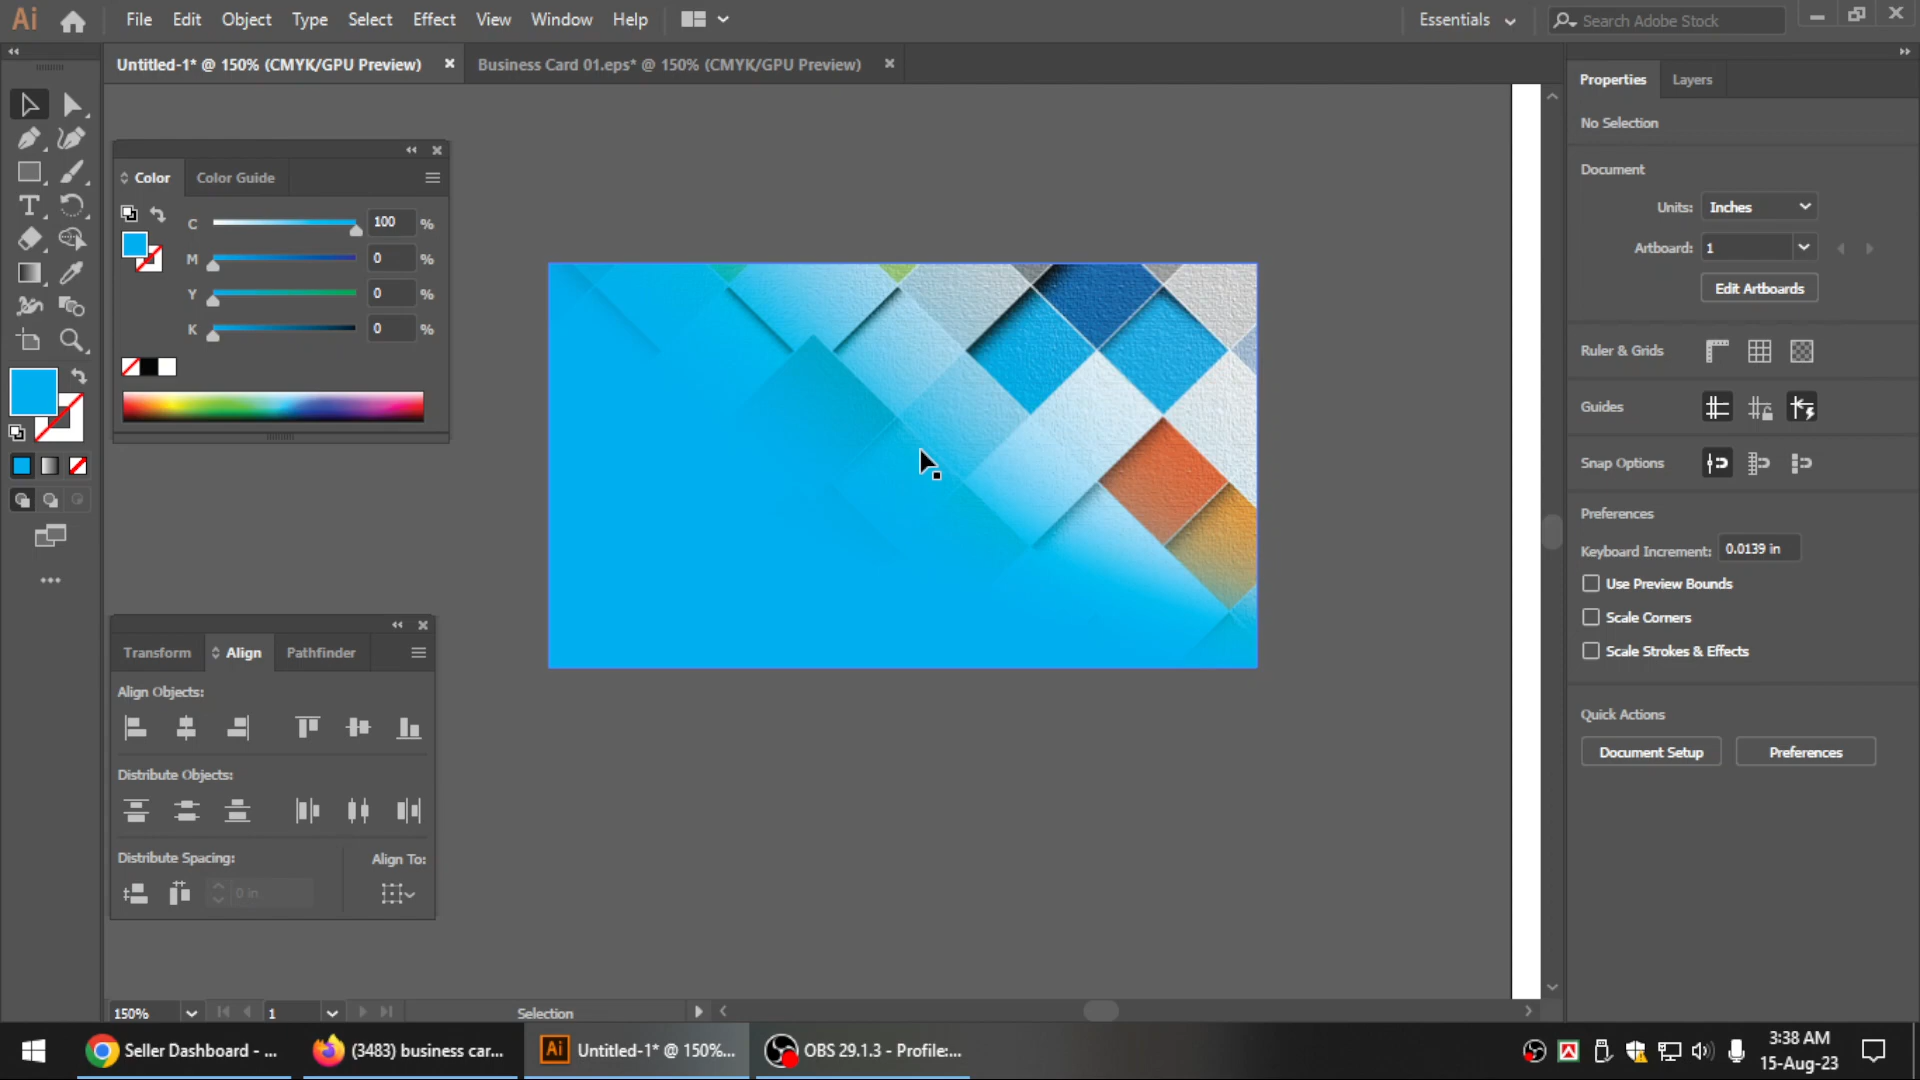 Ai File Edit Object Type Select Effect View Window Help Essentials Search Adobe Stock
Untitled-1* @ 150% (CMYK/GPU Preview) Business Card 01.eps* @ 150% (CMYK/GPU Preview)
Properties Layers
No Selection
Document
Units: Inches
Artboard: 1
Edit Artboards
Ruler & Grids
Guides
Snap Options
Preferences
Keyboard Increment: 0.0139 in
Use Preview Bounds
Scale Corners
Scale Strokes & Effects
Quick Actions
Document Setup Preferences
Color Color Guide
C 100 %
M 0 %
Y 0 %
K 0 %
Transform Align Pathfinder
Align Objects:
Distribute Objects:
Distribute Spacing: Align To:
0 in
150% 1 Selection
Seller Dashboard - ... (3483) business car... Ai Untitled-1* @ 150%... OBS 29.1.3 - Profile:... 3:38 AM
15-Aug-23